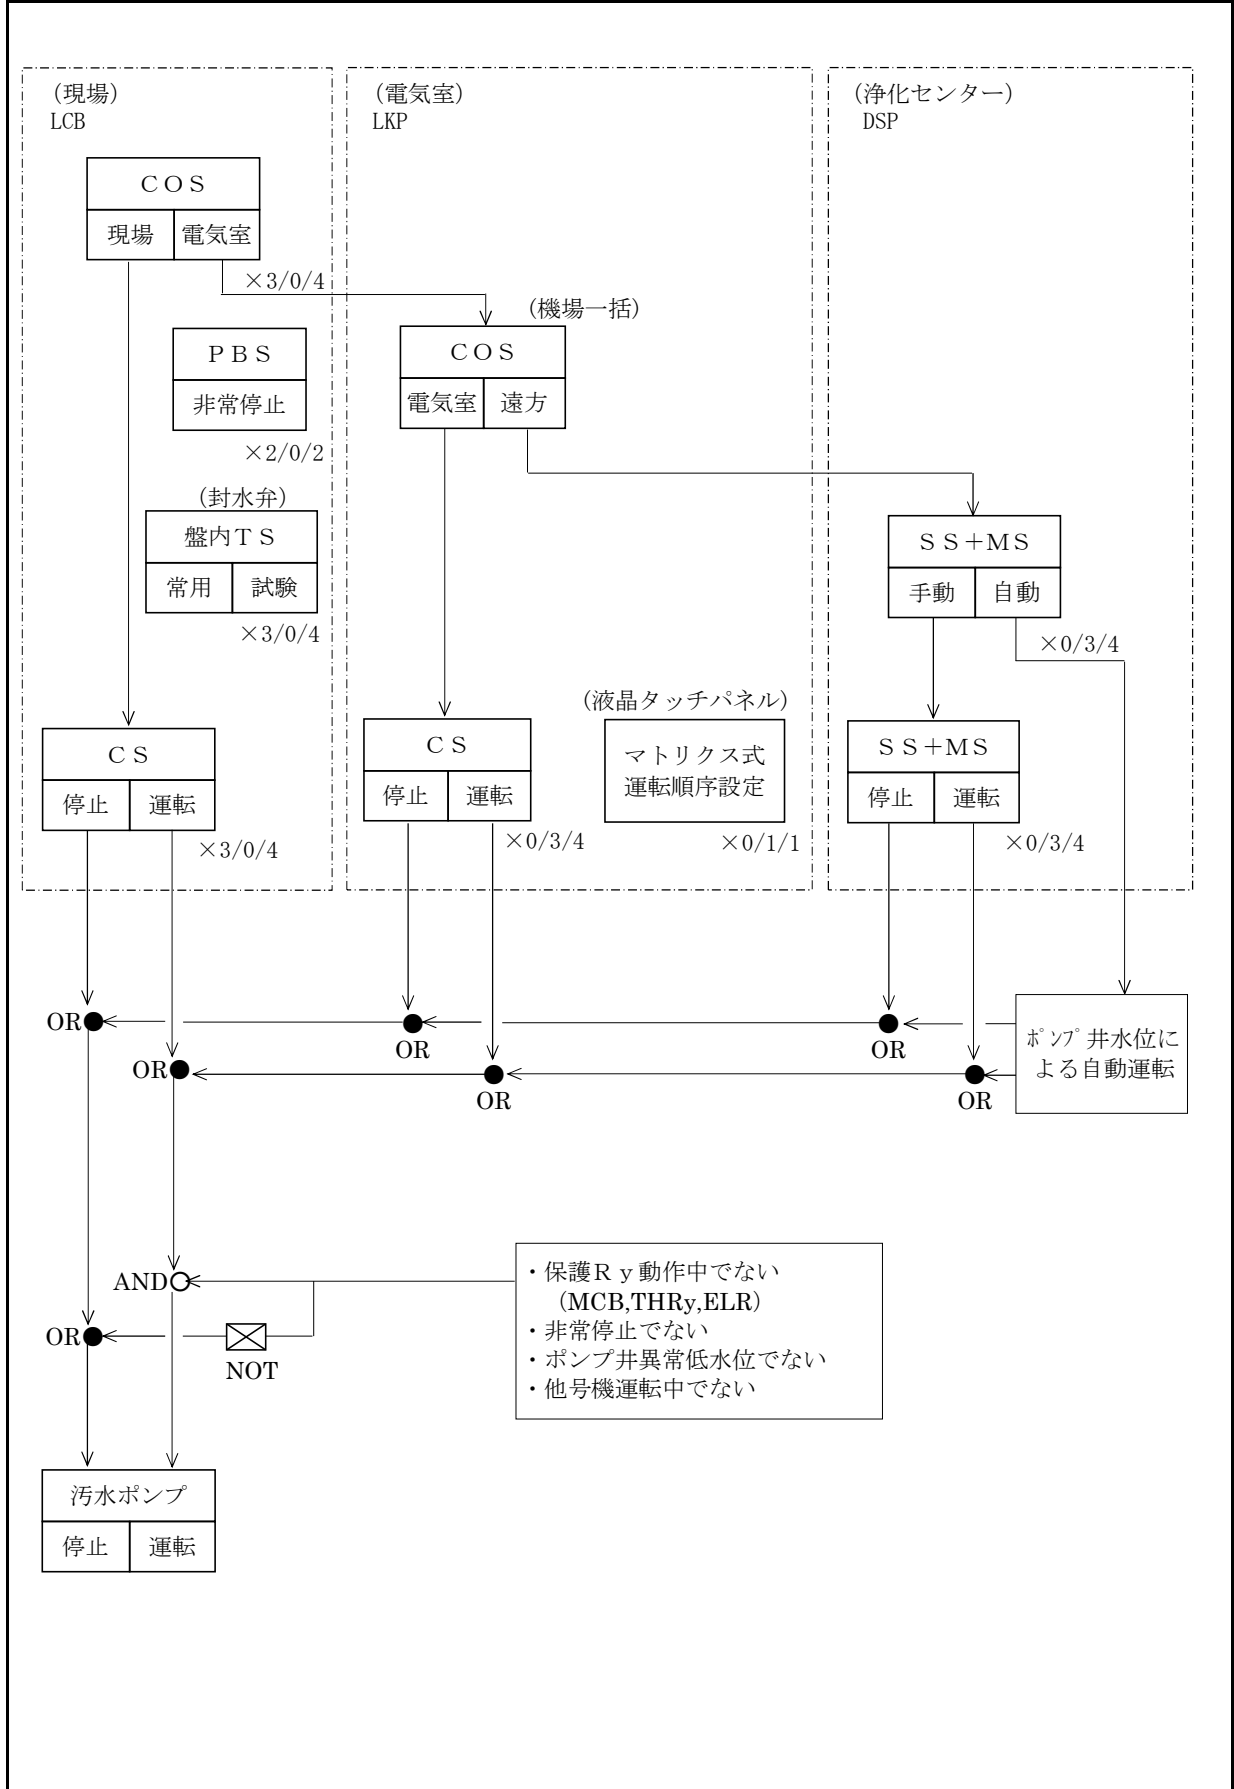 (現場)
LCB
COS
現場 電気室
×3/0/4
PBS
非常停止
×2/0/2
(封水弁)
盤内TS
常用 試験
×3/0/4
CS
停止 運転
×3/0/4
(電気室)
LKP
(機場一括)
COS
電気室 遠方
CS
停止 運転
×0/3/4
(液晶タッチパネル)
マトリクス式
運転順序設定
×0/1/1
(浄化センター)
DSP
SS+MS
手動 自動
×0/3/4
SS+MS
停止 運転
×0/3/4
OR
OR
OR
OR
OR
OR
ポンプ井水位に
よる自動運転
AND
OR
NOT
・保護Ry動作中でない
(MCB,THRy,ELR)
・非常停止でない
・ポンプ井異常低水位でない
・他号機運転中でない
汚水ポンプ
停止 運転